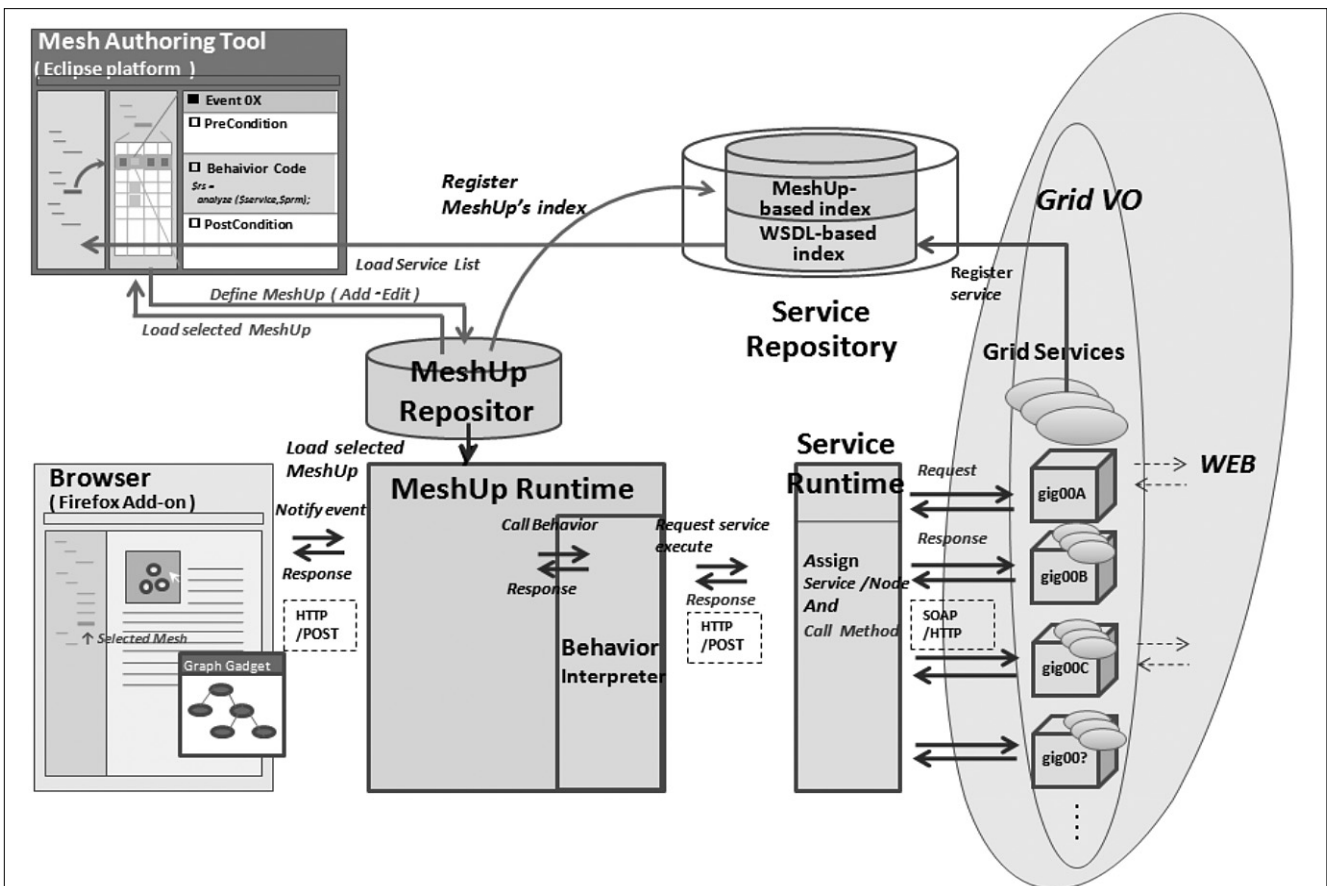 Mesh Authoring Tool
( Eclipse platform )
Event 0X
PreCondition
Behaivior Code
$rs =
analyze ($service,$prm);
PostCondition
Register
MeshUp's index
MeshUp-
based index
WSDL-based
index
Grid VO
Load Service List
Register
service
Define MeshUp ( Add・Edit )
Load selected MeshUp
Service
Repository
Grid Services
MeshUp
Repositor
Load selected
MeshUp
Browser
( Firefox Add-on)
↑ Selected Mesh
Graph Gadget
Notify event
Response
HTTP
/POST
MeshUp Runtime
Call Behavior
Response
Behavior
Interpreter
Request service
execute
Response
HTTP
/POST
Service
Runtime
Assign
Service /Node
And
Call Method
Request
Response
SOAP
/HTTP
gig00A
gig00B
gig00C
gig00?
WEB